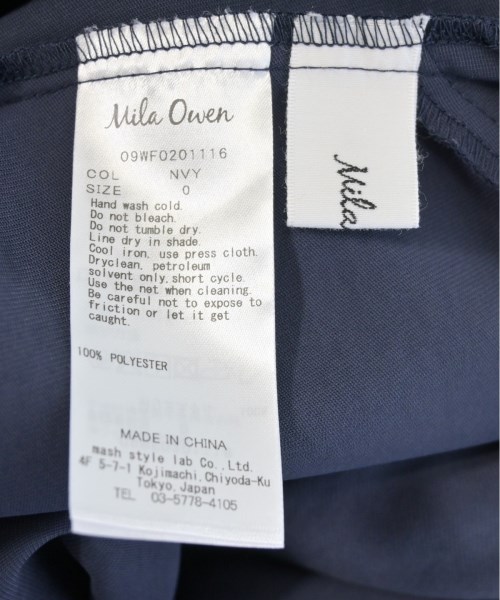 Mila Owen
09WFO201116
COL NVY
SIZE 0
Hand wash cold.
Do not bleach.
Do not tumble dry.
Line dry in shade.
Cool iron, use press cloth.
Dryclean, petroleum
solvent only, short cycle.
Use the net when cleaning.
Be careful not to expose to
friction or let it get
caught.
100% POLYESTER
MADE IN CHINA
mash style lab Co., Ltd.
4F 5-7-1 Kojimachi, Chiyoda-Ku
Tokyo, Japan
TEL 03-5778-4105
Mila